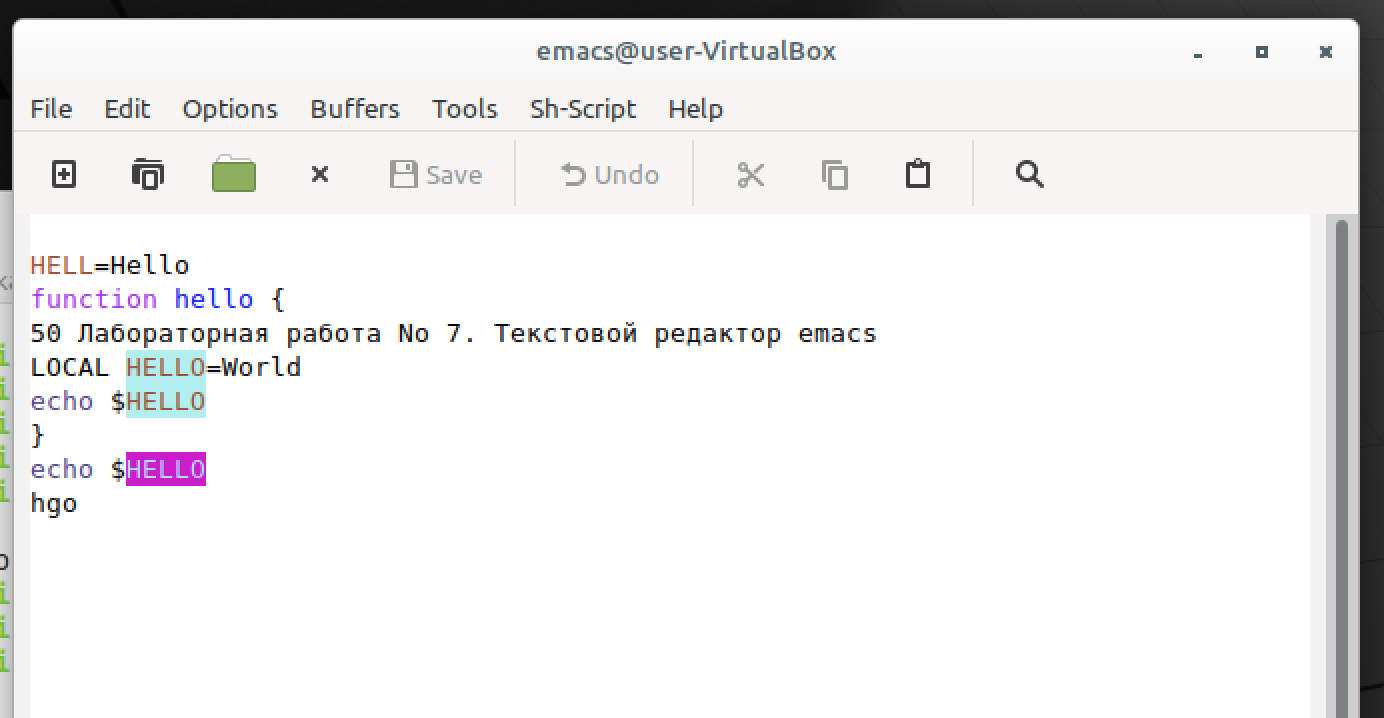 emacs@user-VirtualBox
File Edit Options Buffers Tools Sh-Script Help
Save Undo
HELL=Hello
function hello {
50 Лабораторная работа No 7. Текстовой редактор emacs
LOCAL HELLO=World
echo $HELLO
}
echo $HELLO
hgo